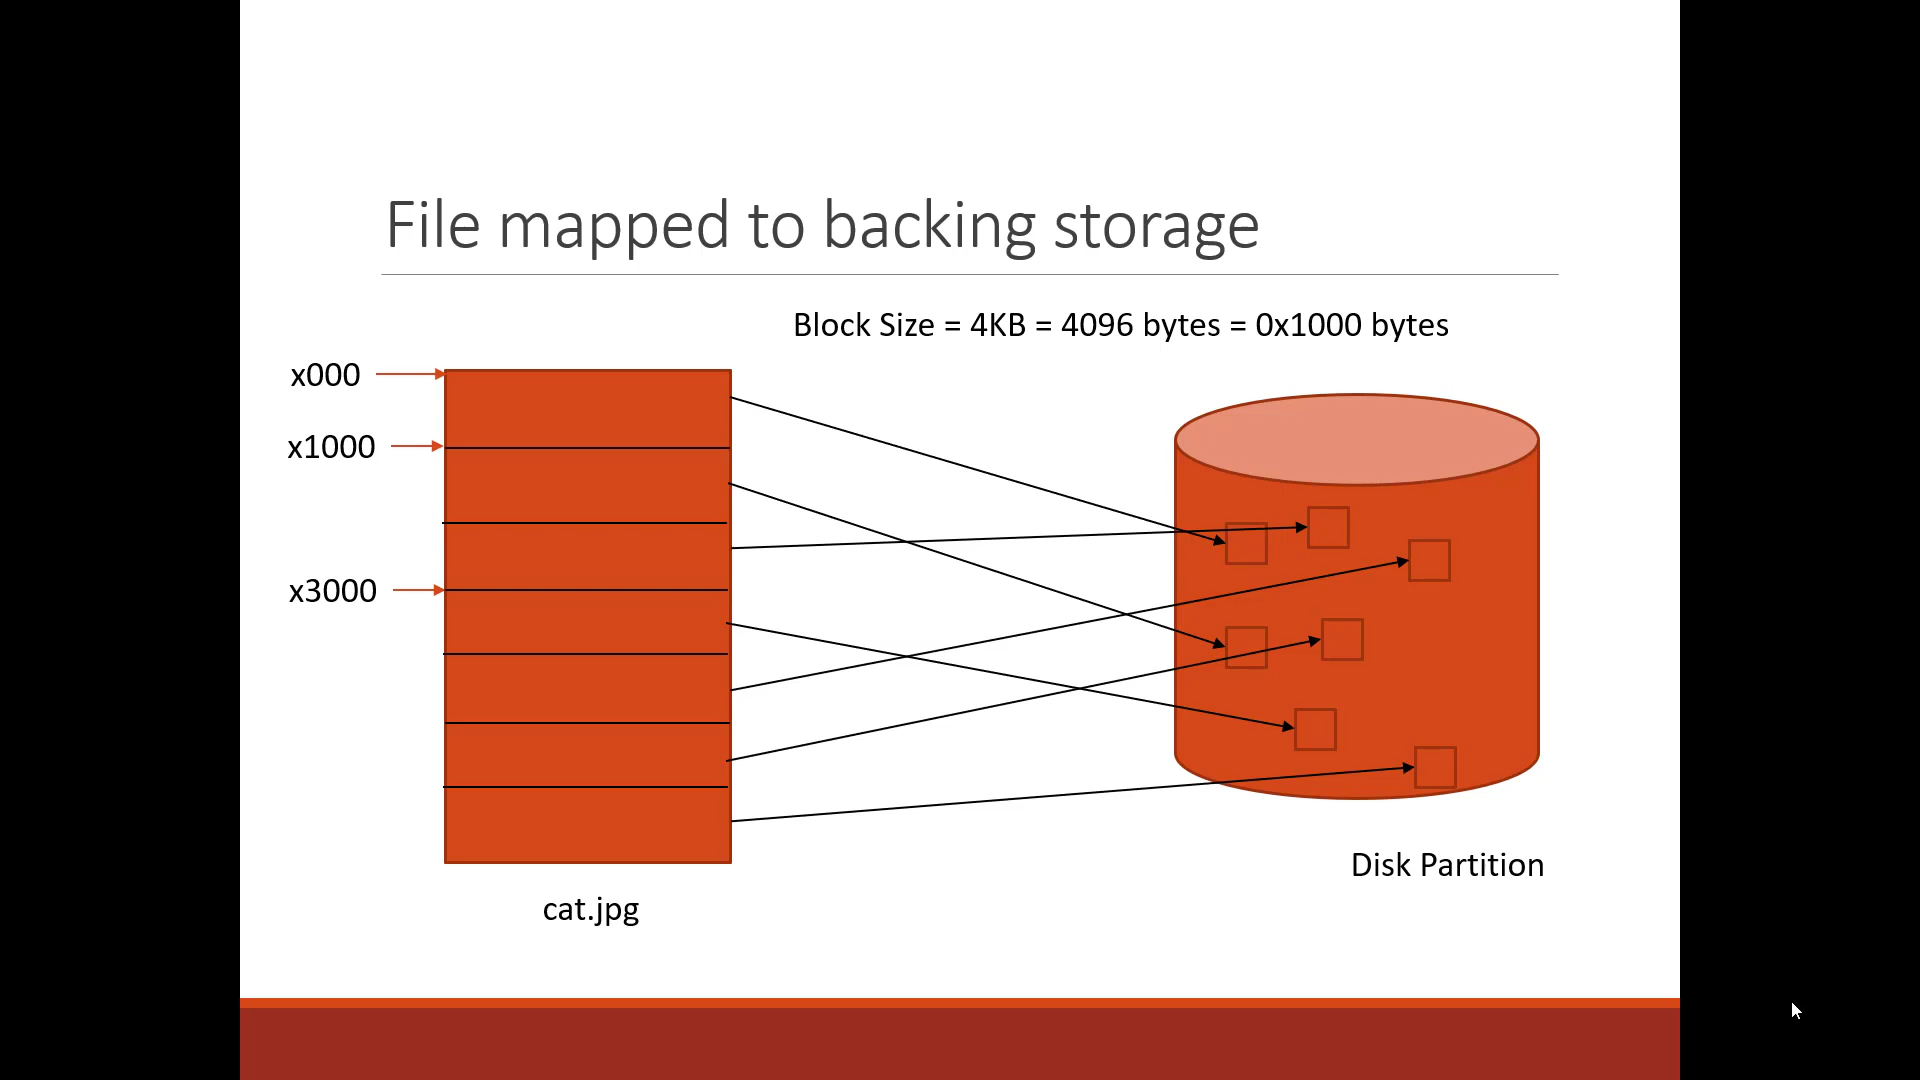 File mapped to backing storage
Block Size = 4KB = 4096 bytes = 0x1000 bytes
x000
x1000
x3000
Disk Partition
cat.jpg